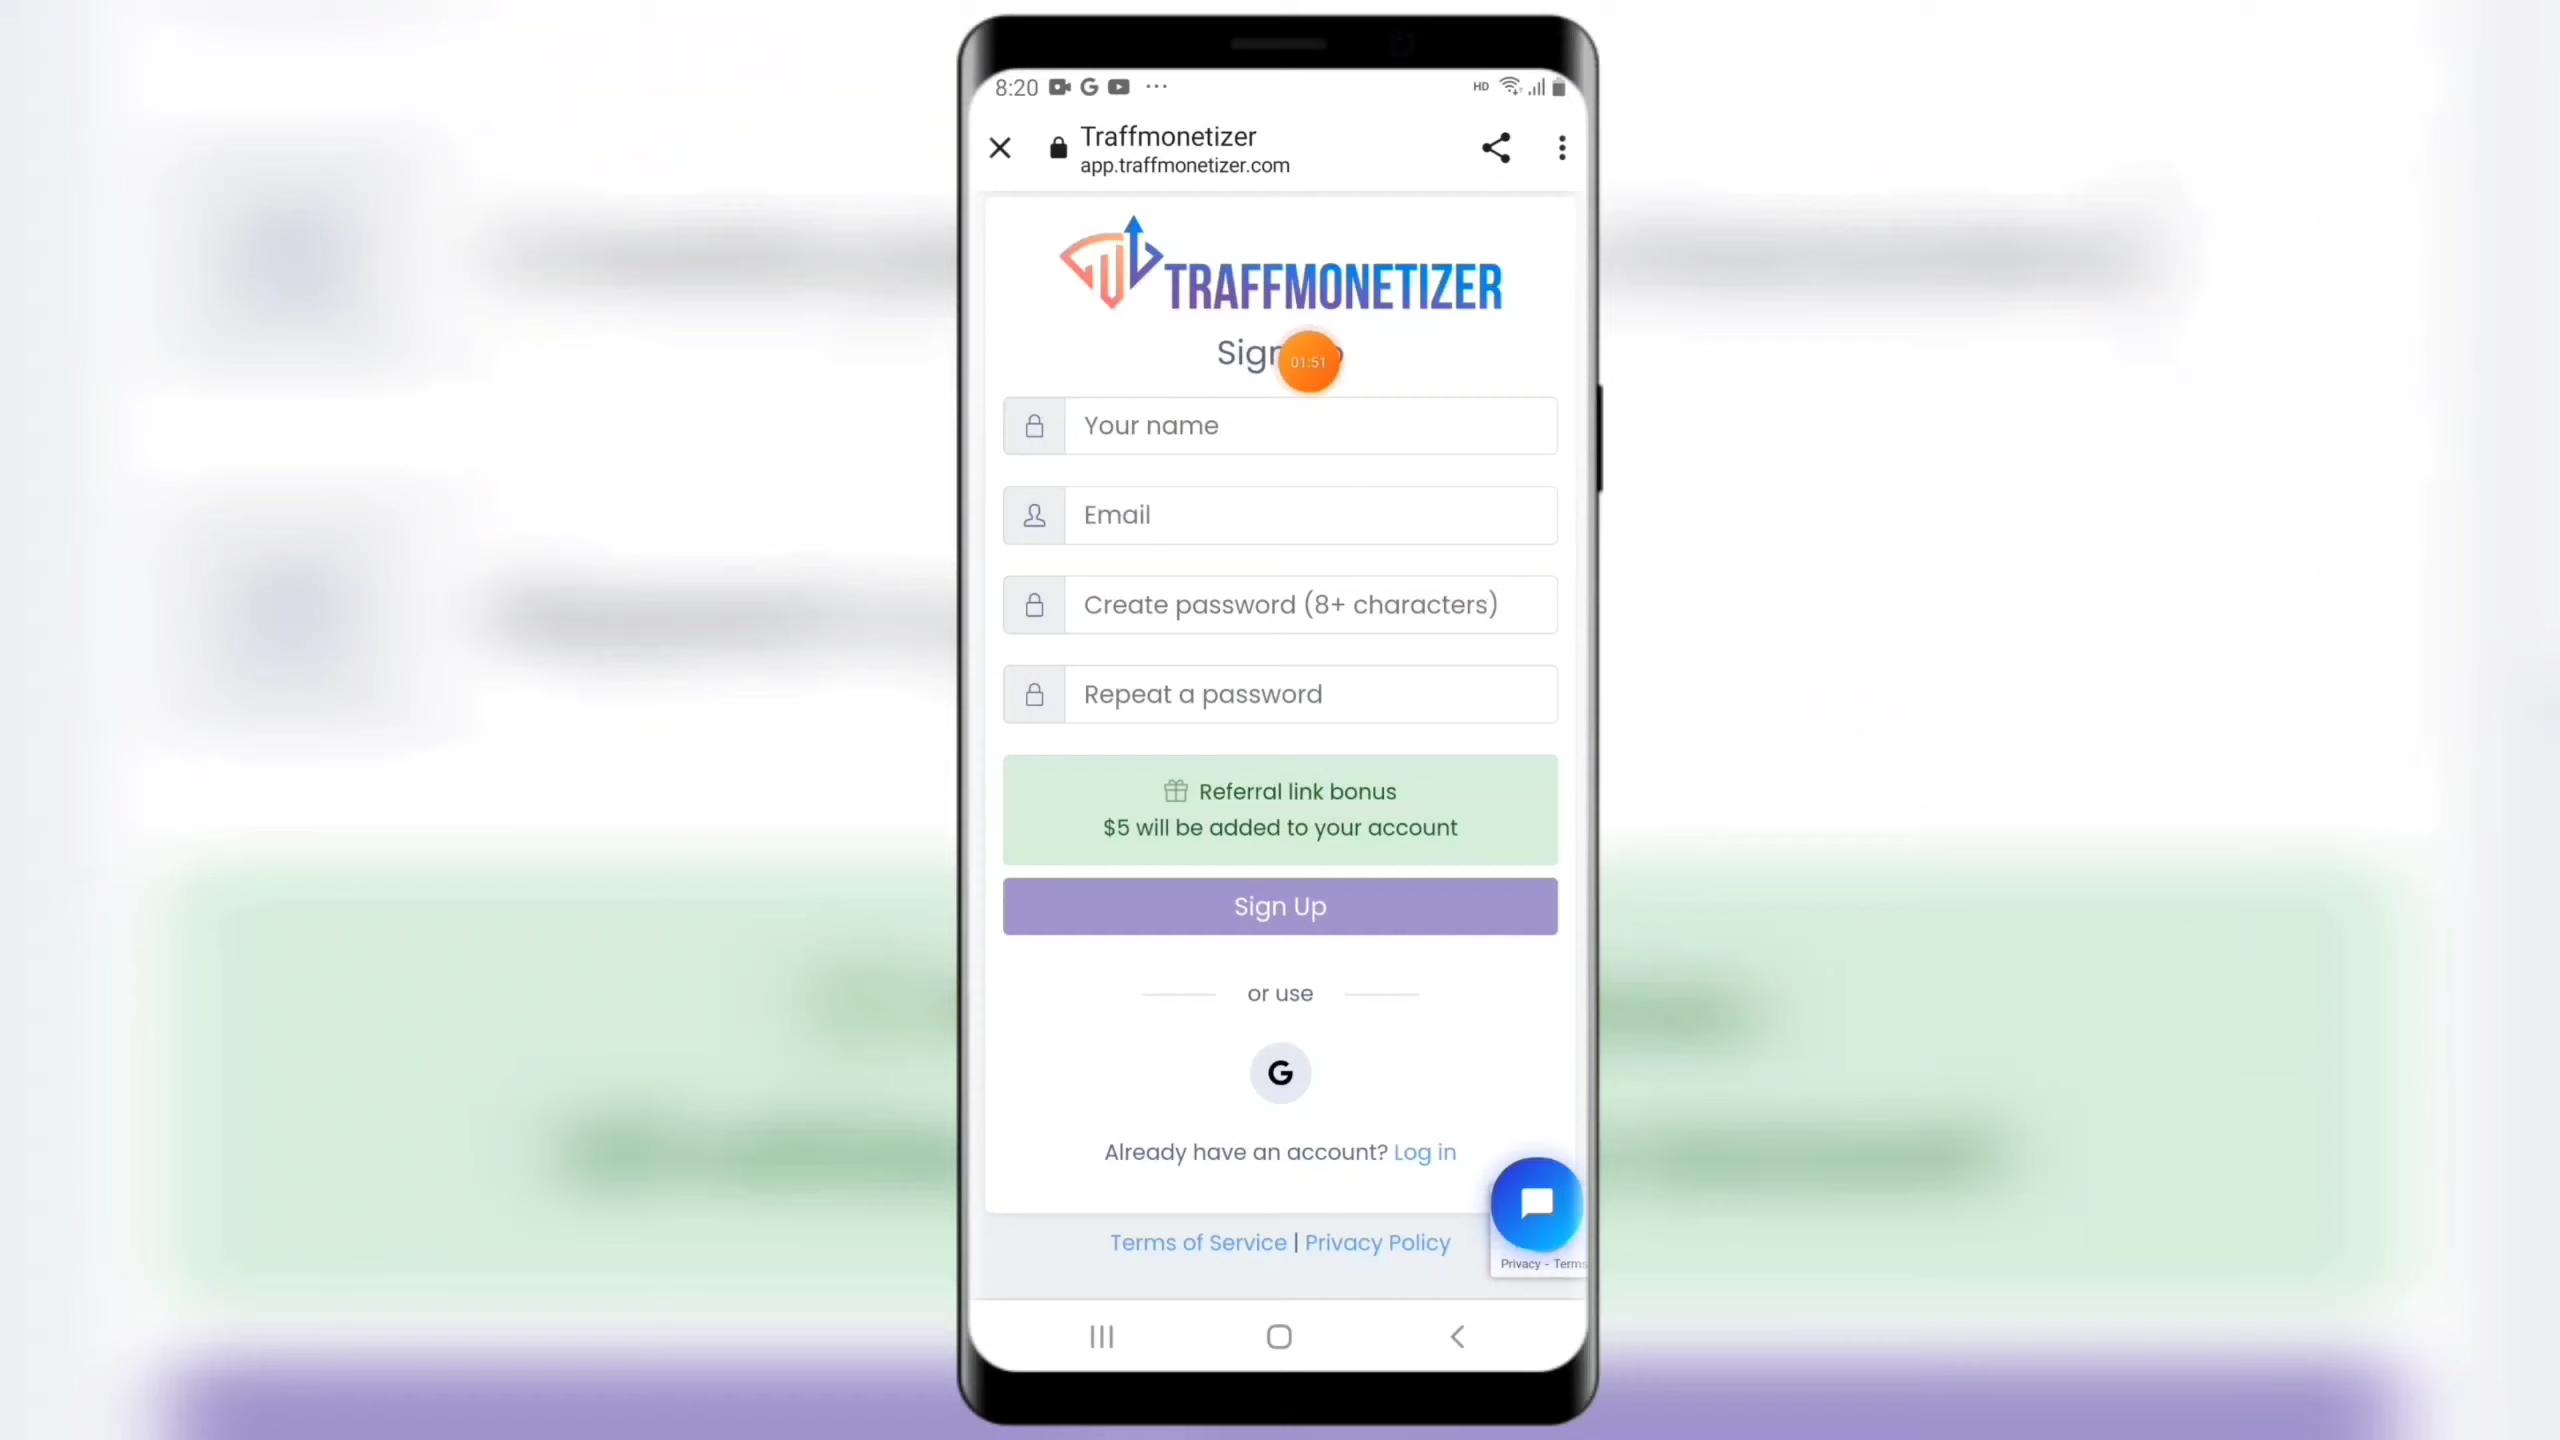 8:20
HD
Traffmonetizer
app.traffmonetizer.com
TRAFFMONETIZER
Sign
01:51
Your name
Email
Create password (8+ characters)
Repeat a password
Referral link bonus
$5 will be added to your account
Sign Up
or use
G
Already have an account? Log in
Terms of Service | Privacy Policy
Privacy - Terms